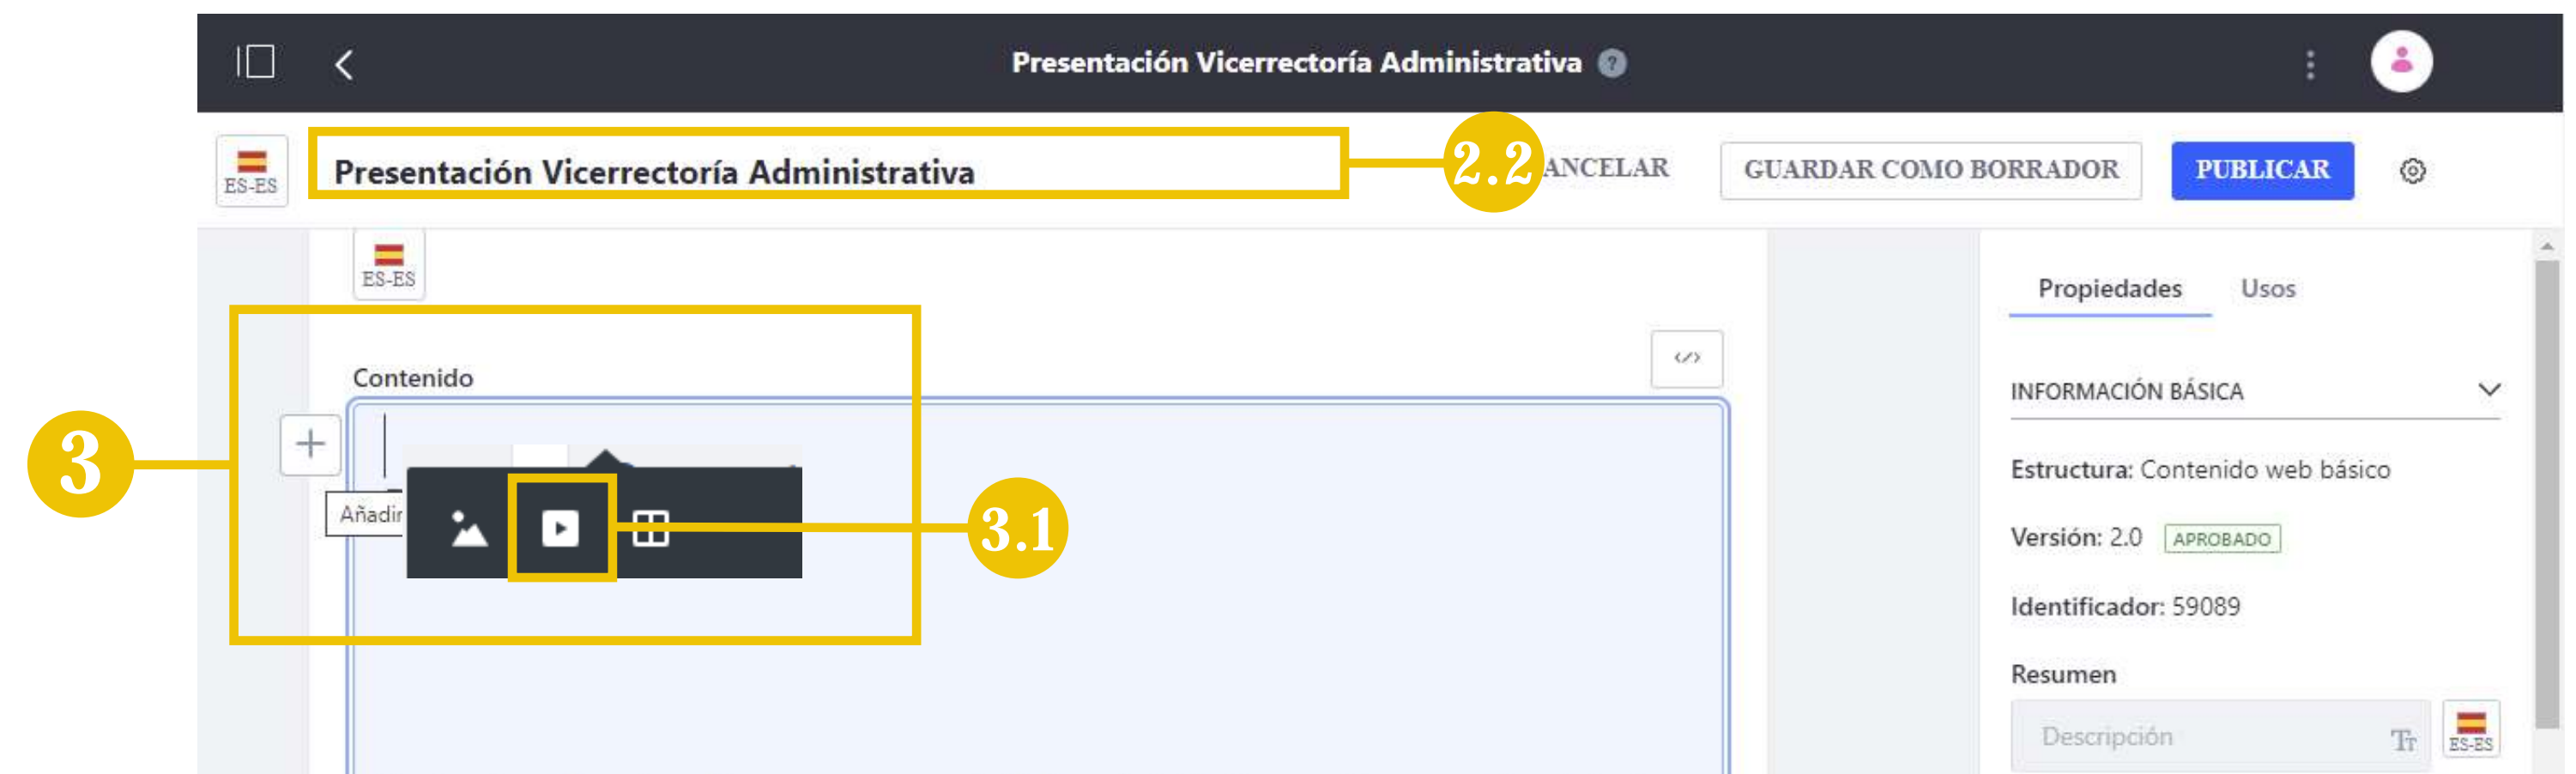 Presentación Vicerrectoría Administrativa ?
ES-ES
Presentación Vicerrectoría Administrativa
2.2
ANCELAR
GUARDAR COMO BORRADOR
PUBLICAR
ES-ES
Propiedades
Usos
Contenido
</>
INFORMACIÓN BÁSICA
3
+
Estructura: Contenido web básico
Añadir
3.1
Versión: 2.0 APROBADO
Identificador: 59089
Resumen
Descripción
TT
ES-ES